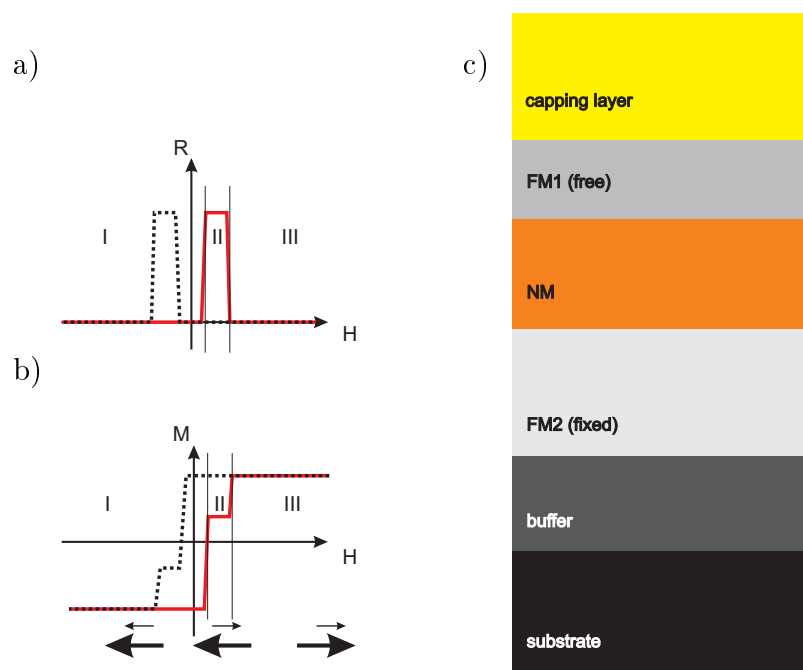 a)
R
I
II
III
H
b)
M
I
II
III
H
c)
capping layer
FM1 (free)
NM
FM2 (fixed)
buffer
substrate